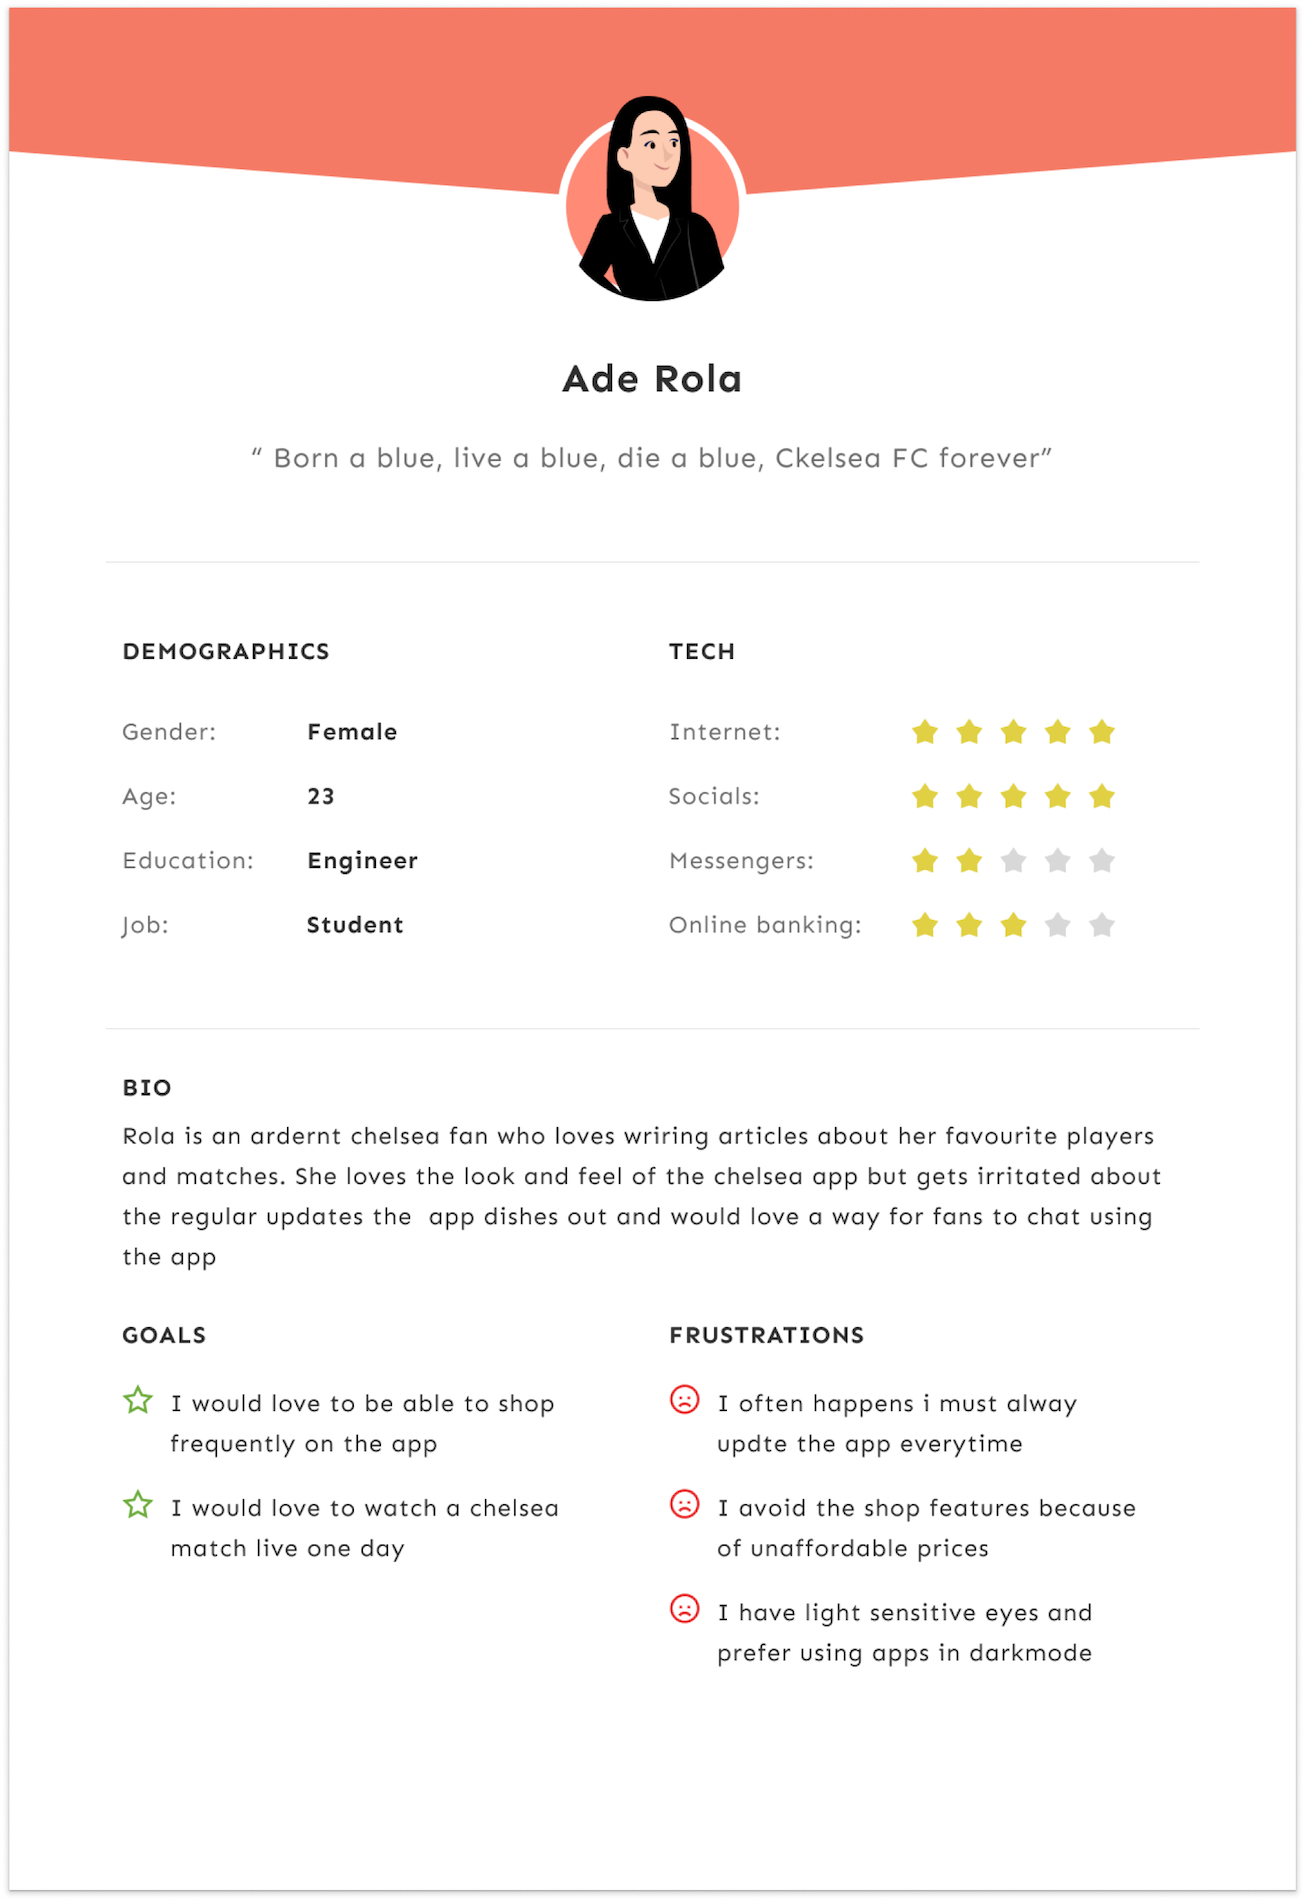 Ade Rola
“ Born a blue, live a blue, die a blue, Ckelsea FC forever”
DEMOGRAPHICS
Gender: Female
Age: 23
Education: Engineer
Job: Student
TECH
Internet:
Socials:
Messengers:
Online banking:
BIO
Rola is an ardernt chelsea fan who loves wriring articles about her favourite players
and matches. She loves the look and feel of the chelsea app but gets irritated about
the regular updates the  app dishes out and would love a way for fans to chat using
the app
GOALS
I would love to be able to shop
frequently on the app
I would love to watch a chelsea
match live one day
FRUSTRATIONS
I often happens i must alway
updte the app everytime
I avoid the shop features because
of unaffordable prices
I have light sensitive eyes and
prefer using apps in darkmode